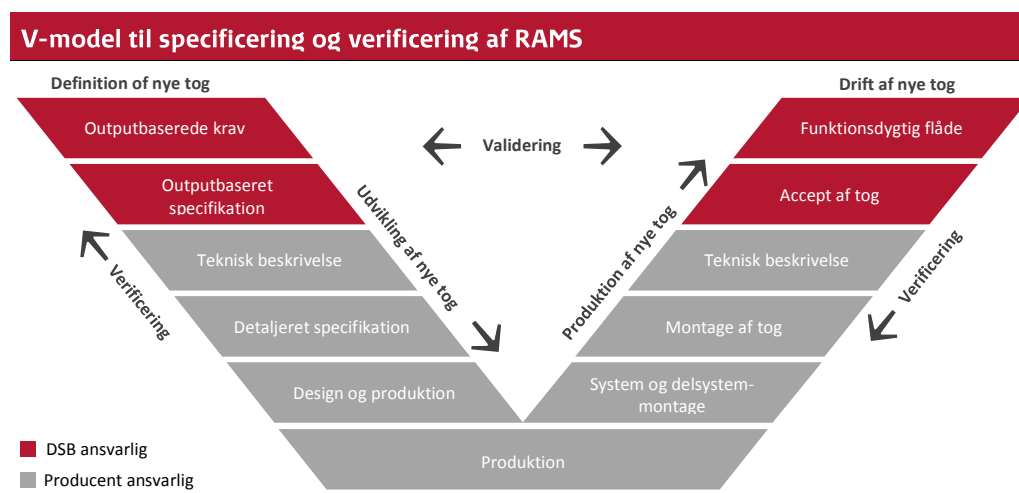 V-model til specificering og verificering af RAMS
Definition of nye tog
Drift af nye tog
Outputbaserede krav
Validering
Funktionsdygtig flåde
Outputbaseret
specifikation
Udvikling af nye tog
Produktion af nye tog
Accept af tog
Verificering
Teknisk beskrivelse
Teknisk beskrivelse
Verificering
Detaljeret specifikation
Montage af tog
Design og produktion
System og delsystem-
montage
Produktion
DSB ansvarlig
Producent ansvarlig